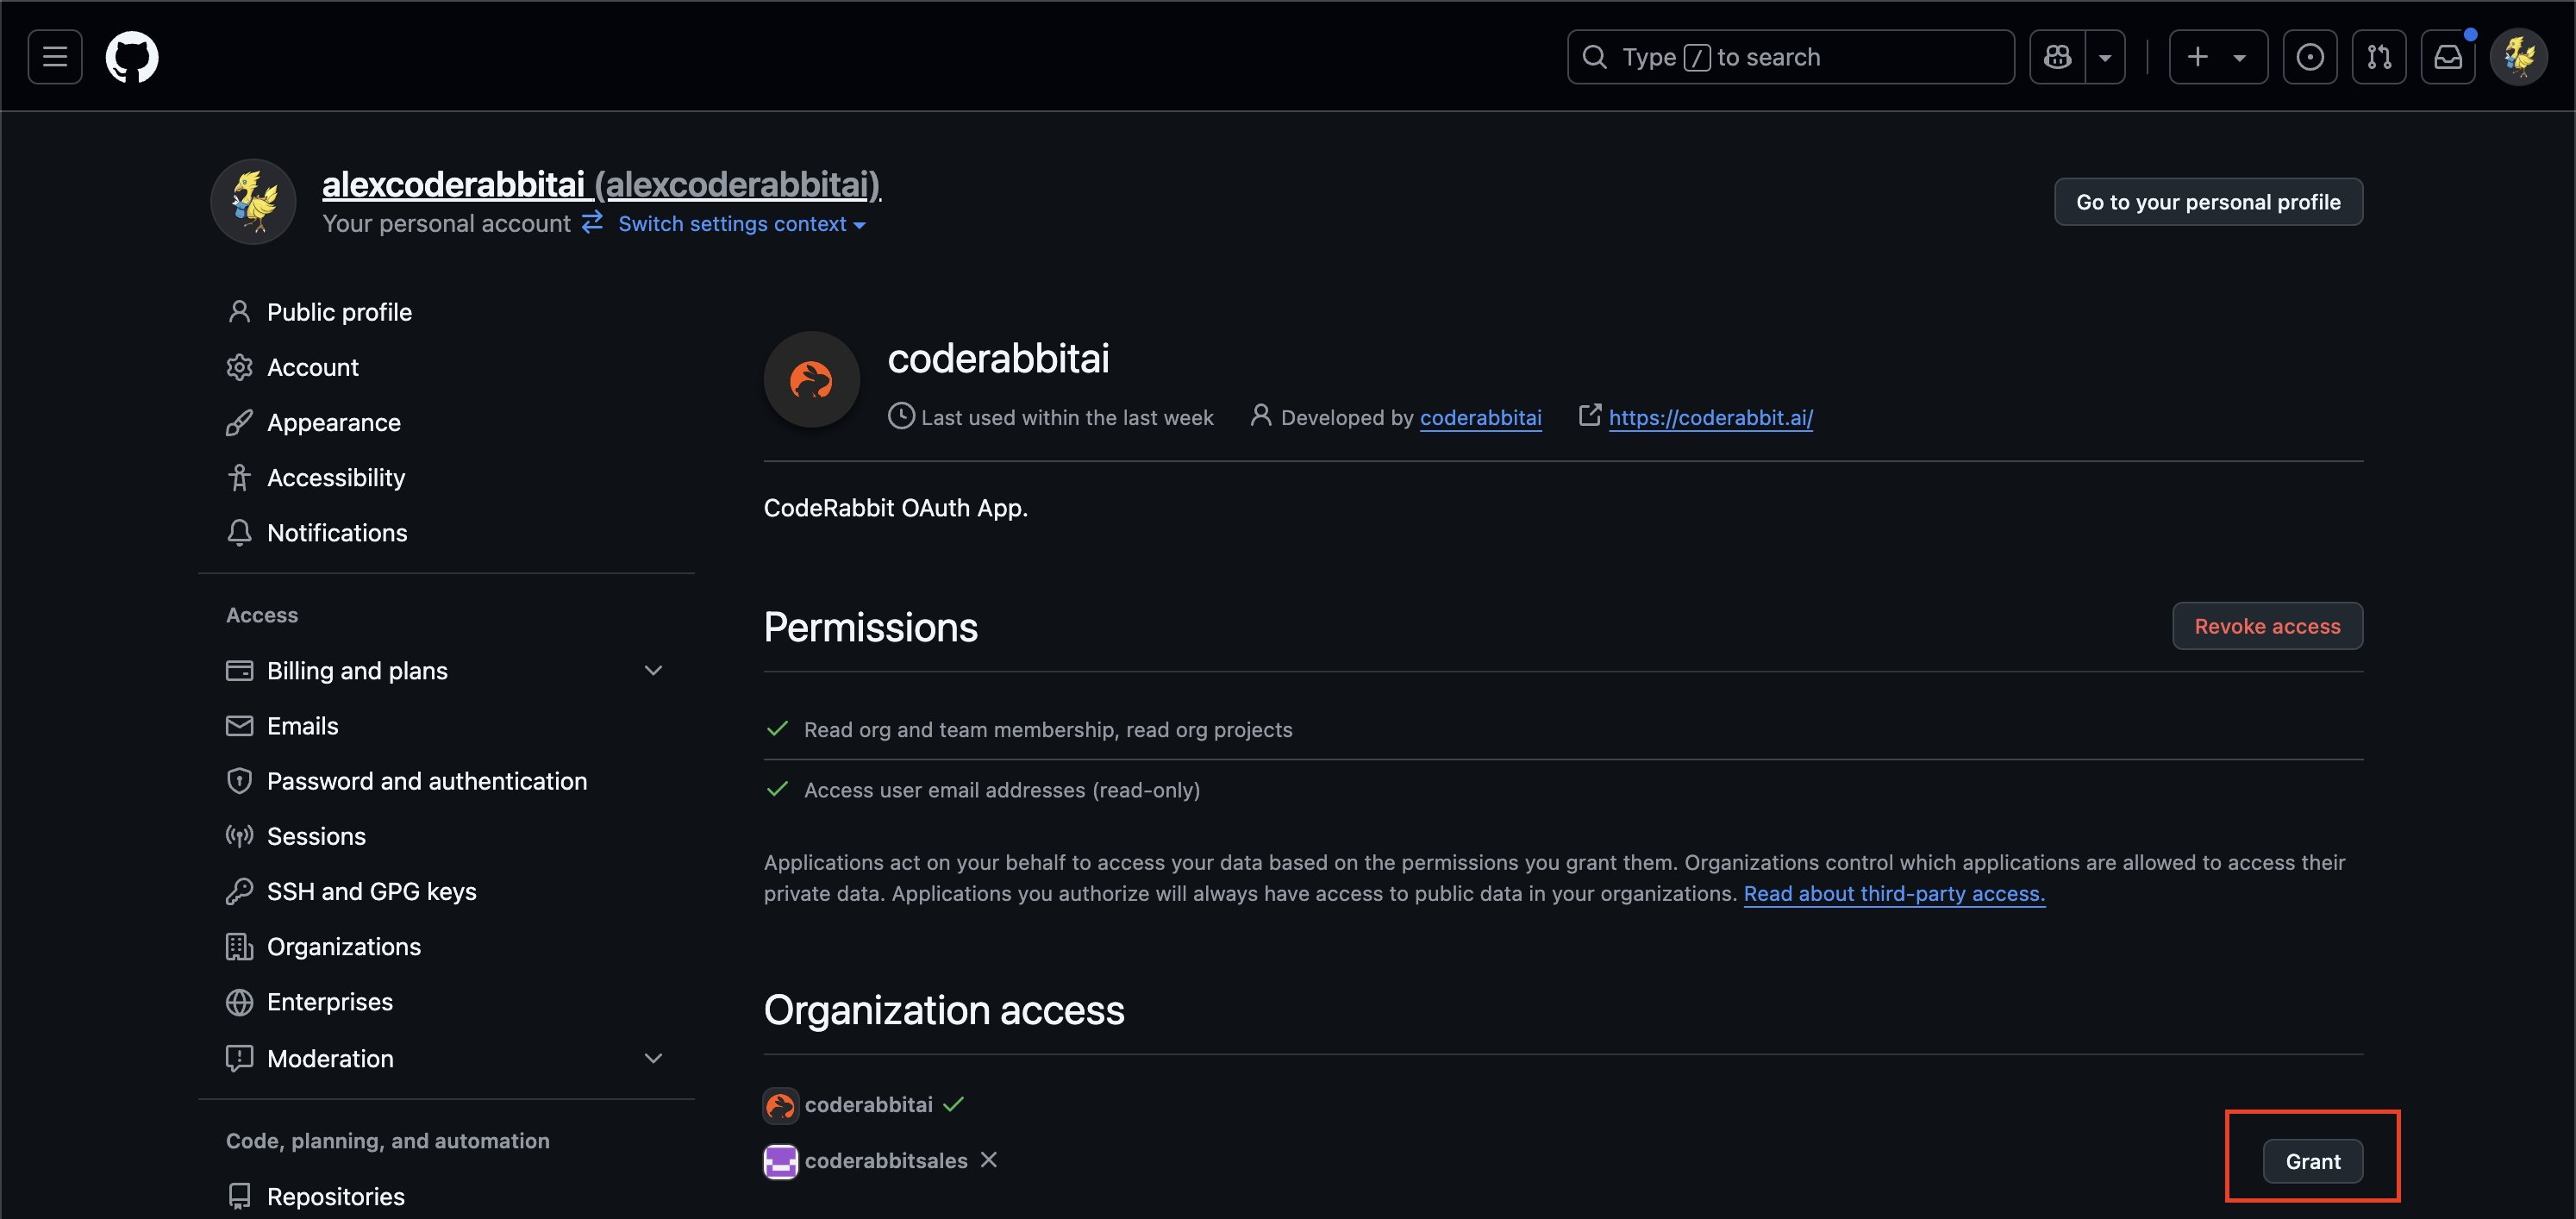 Type / to search
alexcoderabbitai (alexcoderabbitai)
Your personal account Switch settings context
Go to your personal profile
Public profile
Account
Appearance
Accessibility
Notifications
Access
Billing and plans
Emails
Password and authentication
Sessions
SSH and GPG keys
Organizations
Enterprises
Moderation
Code, planning, and automation
Repositories
coderabbitai
Last used within the last week Developed by coderabbitai https://coderabbit.ai/
CodeRabbit OAuth App.
Permissions
Revoke access
Read org and team membership, read org projects
Access user email addresses (read-only)
Applications act on your behalf to access your data based on the permissions you grant them. Organizations control which applications are allowed to access their
private data. Applications you authorize will always have access to public data in your organizations. Read about third-party access.
Organization access
coderabbitai
coderabbitsales
Grant